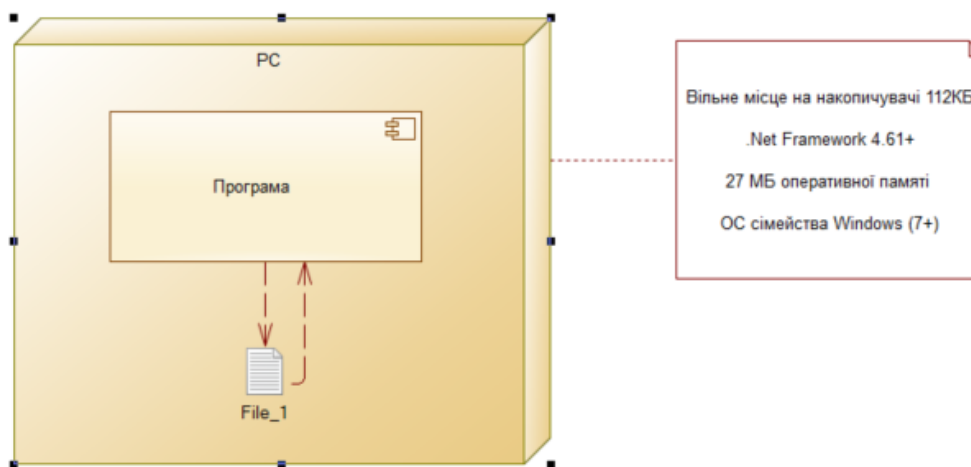 PC
Програма
File_1
Вільне місце на накопичувачі 112КБ
.Net Framework 4.61+
27 МБ оперативної памяті
ОС сімейства Windows (7+)